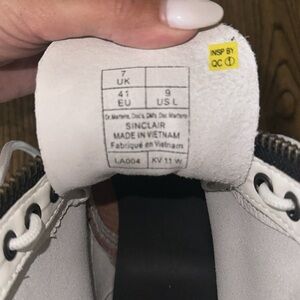 7
UK
41
EU
9
US L
Dr. Martens, Doc's, DM's, Doc Martens
SINCLAIR
MADE IN VIETNAM
Fabriqué en Vietnam
LA004
KV 11 W
INSP BY
QC 1